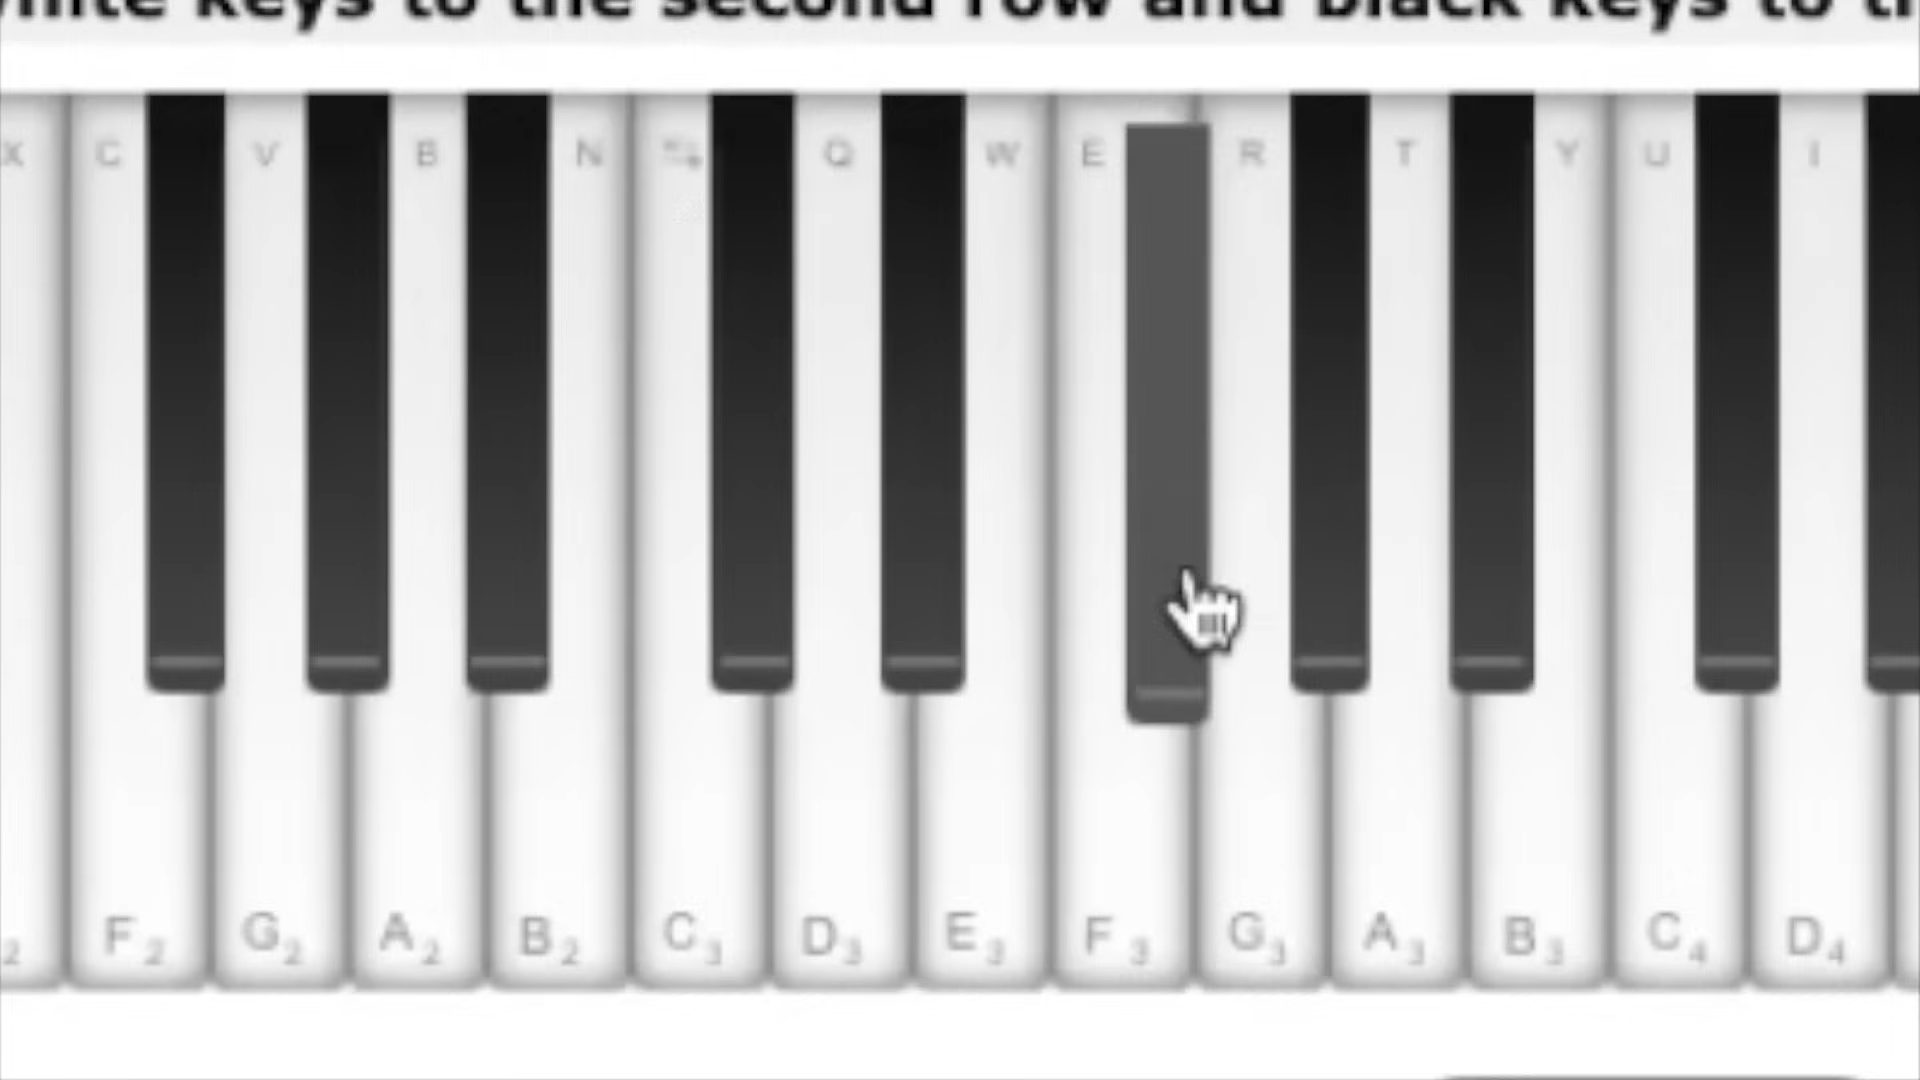 keys to the second row and black keys to
X C V B N Q W E R T Y U I
2 F2 G2 A2 B2 C3 D3 E3 F3 G3 A3 B3 C4 D4